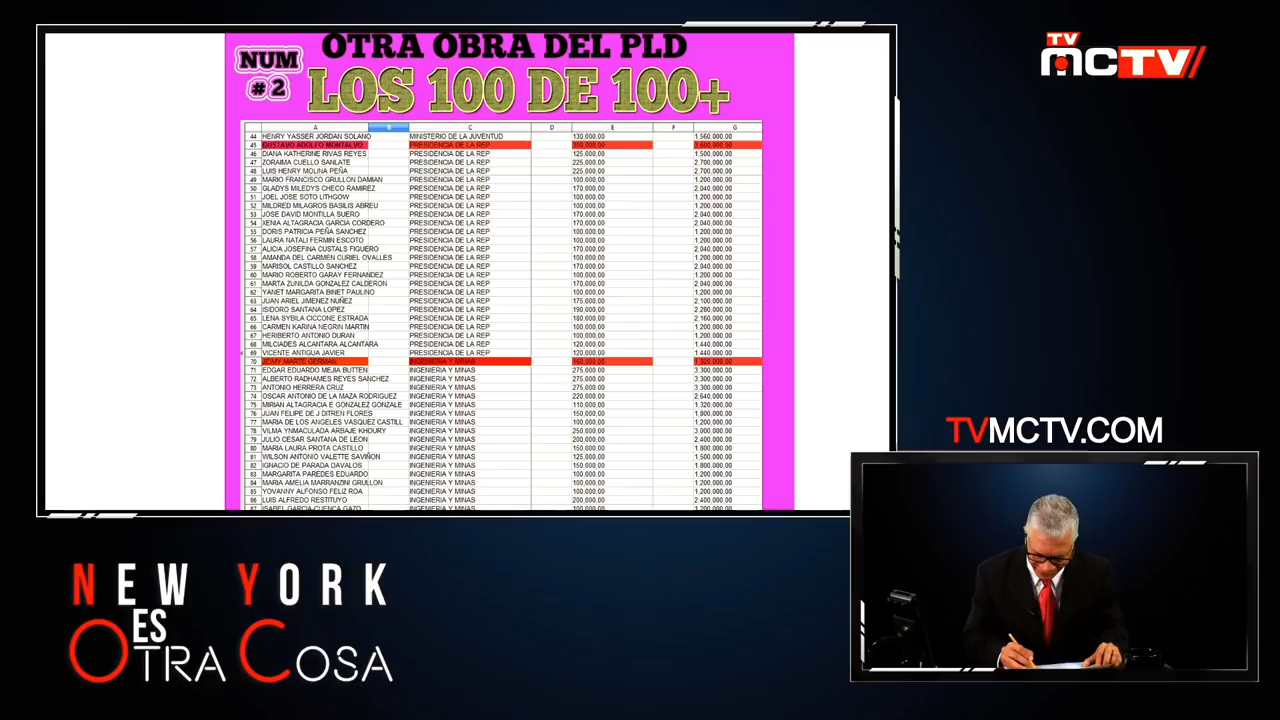 OTRA OBRA DEL PLD
NUM
# 2
LOS 100 DE 100+
A B C D E F G
44 HENRY YASSER JORDAN SOLANO MINISTERIO DE LA JUVENTUD 130,000.00 1,560,000.00
45 GUSTAVO ADOLFO MONTALVO PRESIDENCIA DE LA REP 300,000.00 3,600,000.00
46 DIANA KATHERINE RIVAS REYES PRESIDENCIA DE LA REP 125,000.00 1,500,000.00
47 ZORAIMA CUELLO SANLATE PRESIDENCIA DE LA REP 225,000.00 2,700,000.00
48 LUIS HENRY MOLINA PEÑA PRESIDENCIA DE LA REP 225,000.00 2,700,000.00
49 MARIO FRANCISCO GRULLON DAMIAN PRESIDENCIA DE LA REP 100,000.00 1,200,000.00
50 GLADYS MILEDYS CHECO RAMIREZ PRESIDENCIA DE LA REP 170,000.00 2,040,000.00
51 JOEL JOSE SOTO LITHGOW PRESIDENCIA DE LA REP 100,000.00 1,200,000.00
52 MILDRED MILAGROS BASILIS ABREU PRESIDENCIA DE LA REP 100,000.00 1,200,000.00
53 JOSE DAVID MONTILLA SUERO PRESIDENCIA DE LA REP 170,000.00 2,040,000.00
54 XENIA ALTAGRACIA GARCIA CORDERO PRESIDENCIA DE LA REP 170,000.00 2,040,000.00
55 DORIS PATRICIA PEÑA SANCHEZ PRESIDENCIA DE LA REP 100,000.00 1,200,000.00
56 LAURA NATALI FERMIN ESCOTO PRESIDENCIA DE LA REP 100,000.00 1,200,000.00
57 ALICIA JOSEFINA CUSTALS FIGUERO PRESIDENCIA DE LA REP 170,000.00 2,040,000.00
58 AMANDA DEL CARMEN CURIEL OVALLES PRESIDENCIA DE LA REP 100,000.00 1,200,000.00
59 MARISOL CASTILLO SANCHEZ PRESIDENCIA DE LA REP 170,000.00 2,040,000.00
60 MARIO ROBERTO GARAY FERNANDEZ PRESIDENCIA DE LA REP 100,000.00 1,200,000.00
61 MARTA ZUNILDA GONZALEZ CALDERON PRESIDENCIA DE LA REP 170,000.00 2,040,000.00
62 YANET MARGARITA BINET PAULINO PRESIDENCIA DE LA REP 100,000.00 1,200,000.00
63 JUAN ARIEL JIMENEZ NUÑEZ PRESIDENCIA DE LA REP 175,000.00 2,100,000.00
64 ISIDORO SANTANA LOPEZ PRESIDENCIA DE LA REP 190,000.00 2,280,000.00
65 LENA SYBILA CICCONE ESTRADA PRESIDENCIA DE LA REP 180,000.00 2,160,000.00
66 CARMEN KARINA NEGRIN MARTIN PRESIDENCIA DE LA REP 100,000.00 1,200,000.00
67 HERIBERTO ANTONIO DURAN PRESIDENCIA DE LA REP 100,000.00 1,200,000.00
68 MILCIADES ALCANTARA ALCANTARA PRESIDENCIA DE LA REP 120,000.00 1,440,000.00
69 VICENTE ANTIGUA JAVIER PRESIDENCIA DE LA REP 120,000.00 1,440,000.00
70 JEIMY MARTE GERMAN INGENIERIA Y MINAS 160,000.00 1,920,000.00
71 EDGAR EDUARDO MEJIA BUTTEN INGENIERIA Y MINAS 275,000.00 3,300,000.00
72 ALBERTO RADHAMES REYES SANCHEZ INGENIERIA Y MINAS 275,000.00 3,300,000.00
73 ANTONIO HERRERA CRUZ INGENIERIA Y MINAS 275,000.00 3,300,000.00
74 OSCAR ANTONIO DE LA MAZA RODRIGUEZ INGENIERIA Y MINAS 220,000.00 2,640,000.00
75 MIRIAN ALTAGRACIA E GONZALEZ GONZALE INGENIERIA Y MINAS 110,000.00 1,320,000.00
76 JUAN FELIPE DE J DITREN FLORES INGENIERIA Y MINAS 150,000.00 1,800,000.00
77 MARIA DE LOS ANGELES VASQUEZ CASTILL INGENIERIA Y MINAS 100,000.00 1,200,000.00
78 VILMA YNMACULADA ARBAJE KHOURY INGENIERIA Y MINAS 250,000.00 3,000,000.00
79 JULIO CESAR SANTANA DE LEON INGENIERIA Y MINAS 200,000.00 2,400,000.00
80 MARIA LAURA PROTA CASTILLO INGENIERIA Y MINAS 150,000.00 1,800,000.00
81 WILSON ANTONIO VALETTE SAVIÑON INGENIERIA Y MINAS 125,000.00 1,500,000.00
82 IGNACIO DE PARADA DAVALOS INGENIERIA Y MINAS 150,000.00 1,800,000.00
83 MARGARITA PAREDES EDUARDO INGENIERIA Y MINAS 100,000.00 1,200,000.00
84 MARIA AMELIA MARRANZINI GRULLON INGENIERIA Y MINAS 100,000.00 1,200,000.00
85 YOVANNY ALFONSO FELIZ ROA INGENIERIA Y MINAS 100,000.00 1,200,000.00
86 LUIS ALFREDO RESTITUYO INGENIERIA Y MINAS 200,000.00 2,400,000.00
87 ISABEL GARCIA-CUENCA GAZO INGENIERIA Y MINAS 100,000.00 1,200,000.00
TV
MCTV
TVMCTV.COM
NEW YORK
ES
OTRA COSA